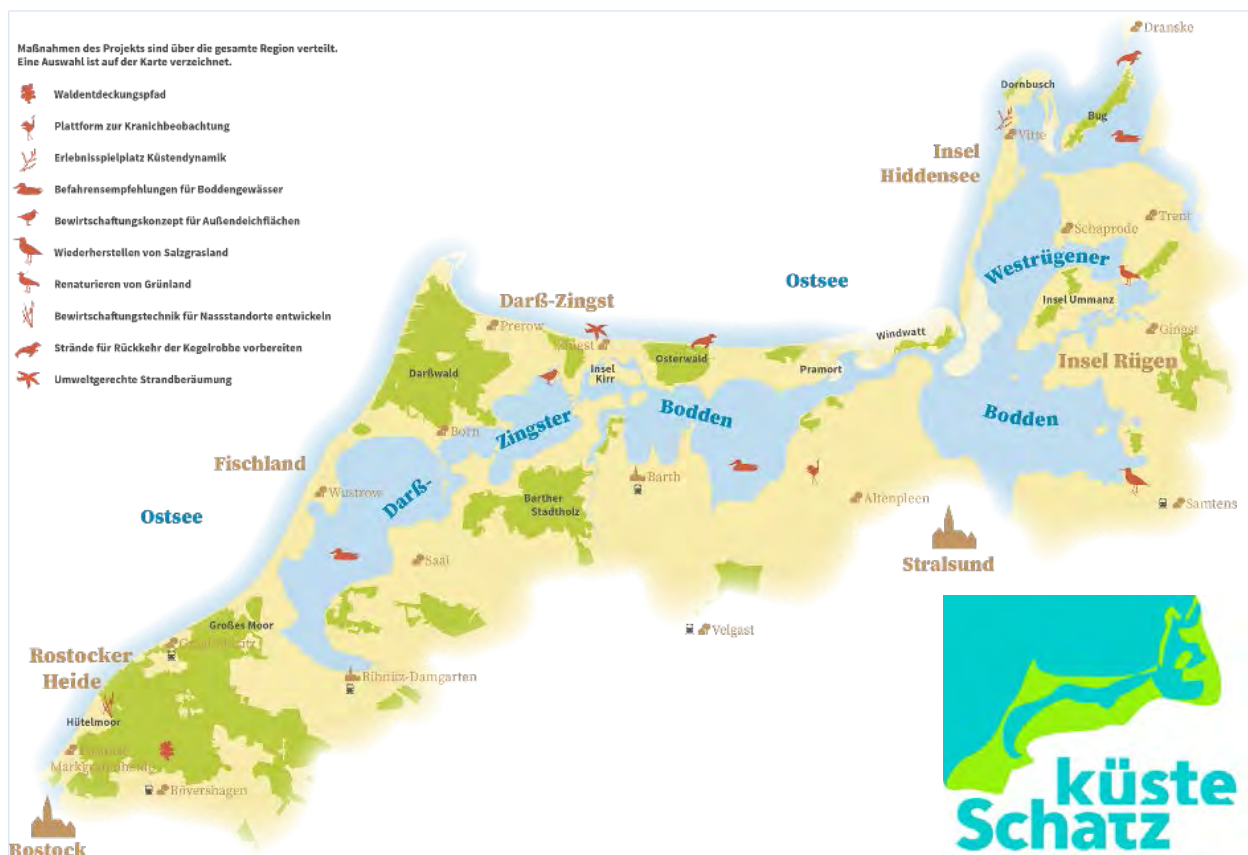 Maßnahmen des Projekts sind über die gesamte Region verteilt.
Eine Auswahl ist auf der Karte verzeichnet.
Waldentdeckungspfad
Plattform zur Kranichbeobachtung
Erlebnisspielplatz Küstendynamik
Befahrensempfehlungen für Boddengewässer
Bewirtschaftungskonzept für Außendeichflächen
Wiederherstellen von Salzgrasland
Renaturieren von Grünland
Bewirtschaftungstechnik für Nassstandorte entwickeln
Strände für Rückkehr der Kegelrobbe vorbereiten
Umweltgerechte Strandberäumung
Dranske
Dornbusch
Bug
Vitte
Insel
Hiddensee
Trent
Schaprode
Westrügener
Ostsee
Insel Ummanz
Darß-Zingst
Prerow
Windwatt
Gingst
Osterwald
Insel
Kirr
Insel Rügen
Darßwald
Pramort
Bodden
Bodden
Zingster
Born
Fischland
Barth
Wustrow
Darß-
Altenpleen
Samtens
Barther
Stadtholz
Ostsee
Saal
Stralsund
Großes Moor
Velgast
Rostocker
Heide
Ribnitz-Damgarten
Hütelmoor
Rövershagen
Rostock
küste
Schatz